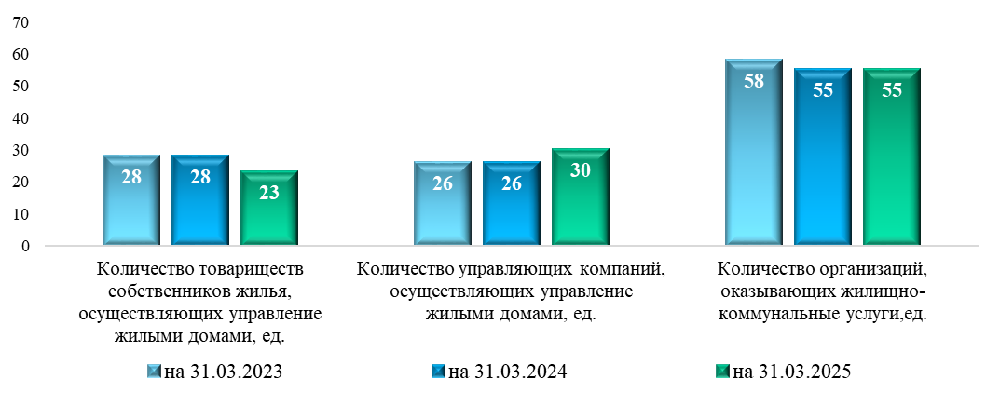 70
60
50
40
30
20
10
0
28
28
23
26
26
30
58
55
55
Количество товариществ
собственников жилья,
осуществляющих управление
жилыми домами, ед.
Количество управляющих компаний,
осуществляющих управление
жилыми домами, ед.
Количество организаций,
оказывающих жилищно-
коммунальные услуги,ед.
на 31.03.2023
на 31.03.2024
на 31.03.2025